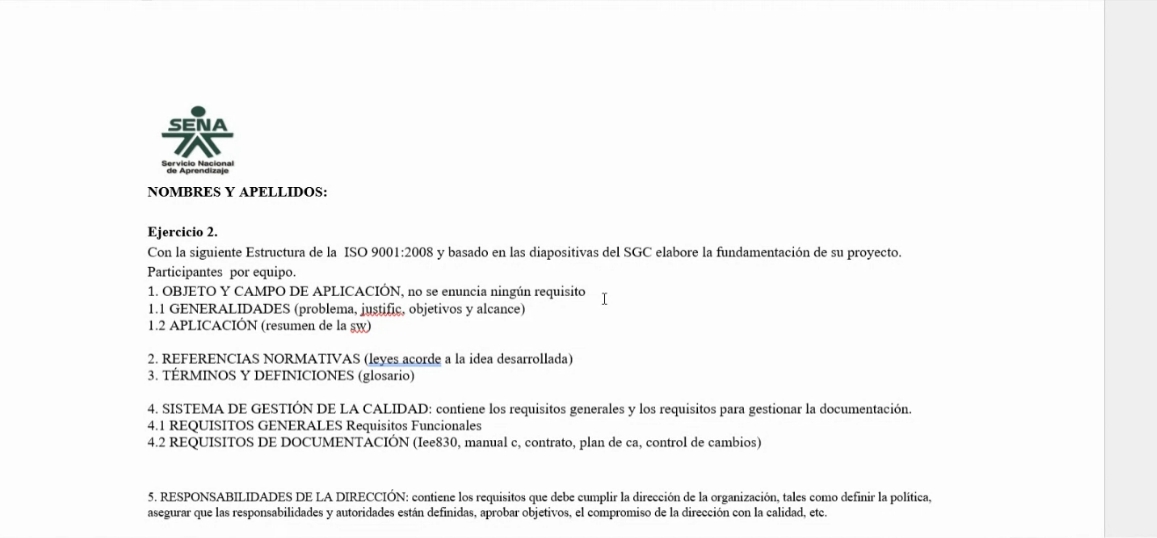 SENA
Servicio Nacional
de Aprendizaje
NOMBRES Y APELLIDOS:
Ejercicio 2.
Con la siguiente Estructura de la ISO 9001:2008 y basado en las diapositivas del SGC elabore la fundamentación de su proyecto.
Participantes por equipo.
1. OBJETO Y CAMPO DE APLICACIÓN, no se enuncia ningún requisito
1.1 GENERALIDADES (problema, justific, objetivos y alcance)
1.2 APLICACIÓN (resumen de la sw)
2. REFERENCIAS NORMATIVAS (leyes acorde a la idea desarrollada)
3. TÉRMINOS Y DEFINICIONES (glosario)
4. SISTEMA DE GESTIÓN DE LA CALIDAD: contiene los requisitos generales y los requisitos para gestionar la documentación.
4.1 REQUISITOS GENERALES Requisitos Funcionales
4.2 REQUISITOS DE DOCUMENTACIÓN (Iee830, manual c, contrato, plan de ca, control de cambios)
5. RESPONSABILIDADES DE LA DIRECCIÓN: contiene los requisitos que debe cumplir la dirección de la organización, tales como definir la política,
asegurar que las responsabilidades y autoridades están definidas, aprobar objetivos, el compromiso de la dirección con la calidad, etc.